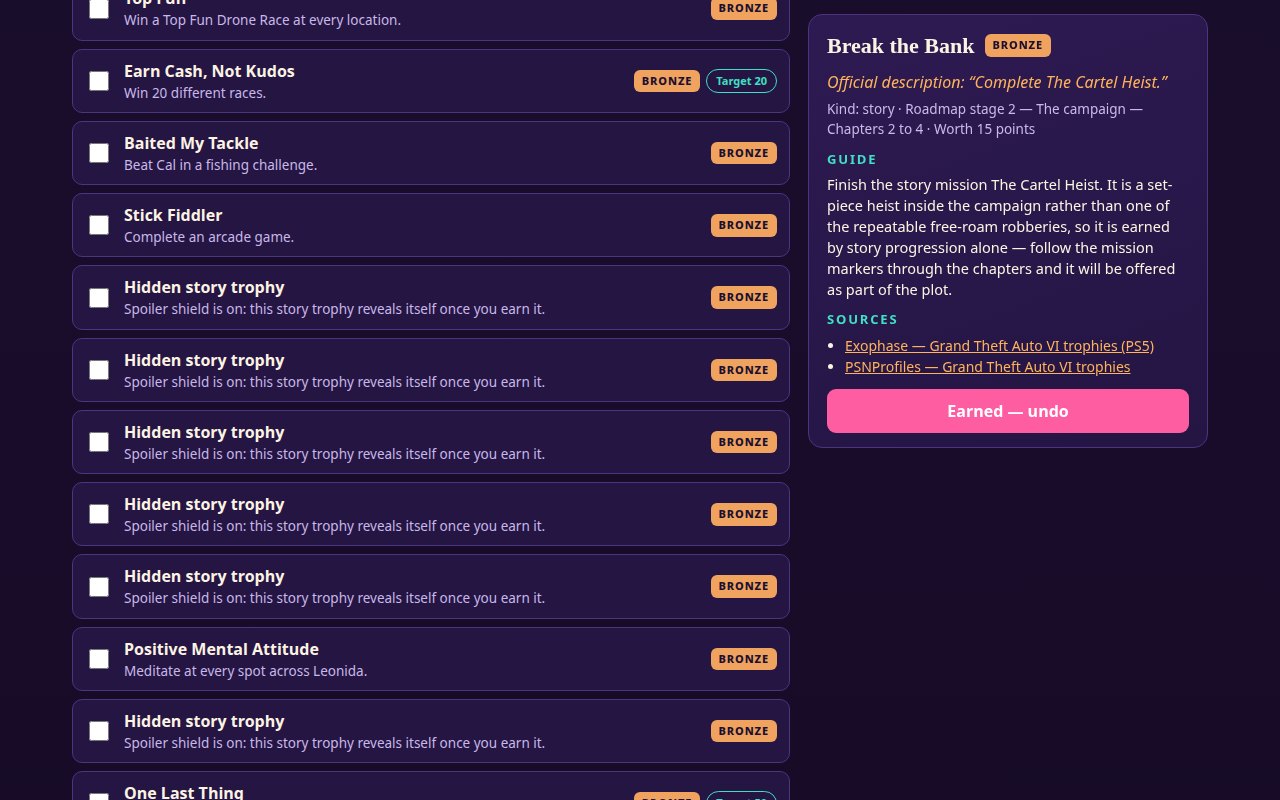 Top Fun
Win a Top Fun Drone Race at every location.
BRONZE
Earn Cash, Not Kudos
Win 20 different races.
BRONZE
Target 20
Baited My Tackle
Beat Cal in a fishing challenge.
BRONZE
Stick Fiddler
Complete an arcade game.
BRONZE
Hidden story trophy
Spoiler shield is on: this story trophy reveals itself once you earn it.
BRONZE
Hidden story trophy
Spoiler shield is on: this story trophy reveals itself once you earn it.
BRONZE
Hidden story trophy
Spoiler shield is on: this story trophy reveals itself once you earn it.
BRONZE
Hidden story trophy
Spoiler shield is on: this story trophy reveals itself once you earn it.
BRONZE
Hidden story trophy
Spoiler shield is on: this story trophy reveals itself once you earn it.
BRONZE
Positive Mental Attitude
Meditate at every spot across Leonida.
BRONZE
Hidden story trophy
Spoiler shield is on: this story trophy reveals itself once you earn it.
BRONZE
One Last Thing
BRONZE
Break the Bank
BRONZE
Official description: “Complete The Cartel Heist.”
Kind: story · Roadmap stage 2 — The campaign —
Chapters 2 to 4 · Worth 15 points
GUIDE
Finish the story mission The Cartel Heist. It is a set-
piece heist inside the campaign rather than one of
the repeatable free-roam robberies, so it is earned
by story progression alone — follow the mission
markers through the chapters and it will be offered
as part of the plot.
SOURCES
• Exophase — Grand Theft Auto VI trophies (PS5)
• PSNProfiles — Grand Theft Auto VI trophies
Earned — undo